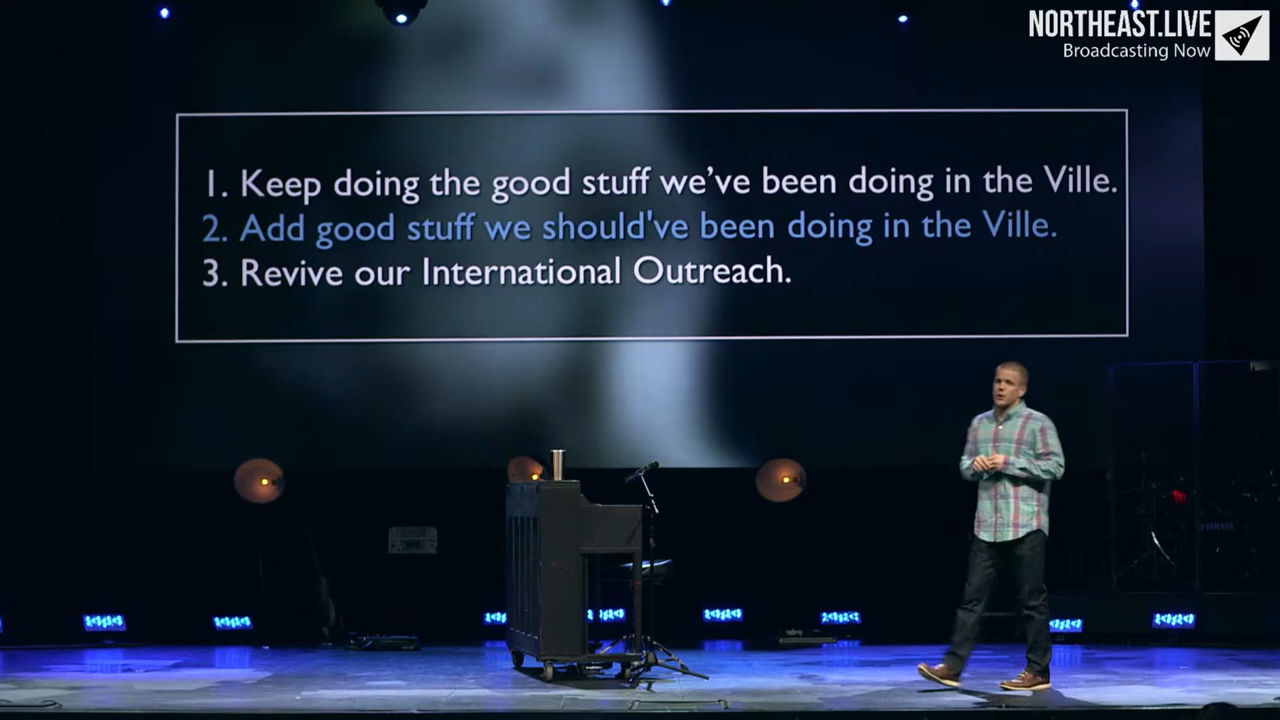 NORTHEAST.LIVE
Broadcasting Now
1. Keep doing the good stuff we've been doing in the Ville.
2. Add good stuff we should've been doing in the Ville.
3. Revive our International Outreach.
YAMAHA